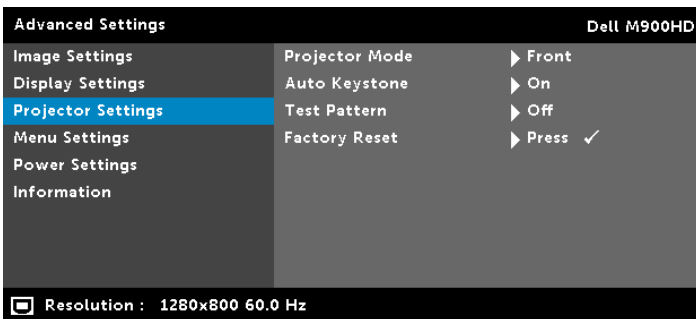 Advanced Settings Dell M900HD
Image Settings Projector Mode Front
Display Settings Auto Keystone On
Projector Settings Test Pattern Off
Menu Settings Factory Reset Press ✓
Power Settings
Information
Resolution : 1280x800 60.0 Hz